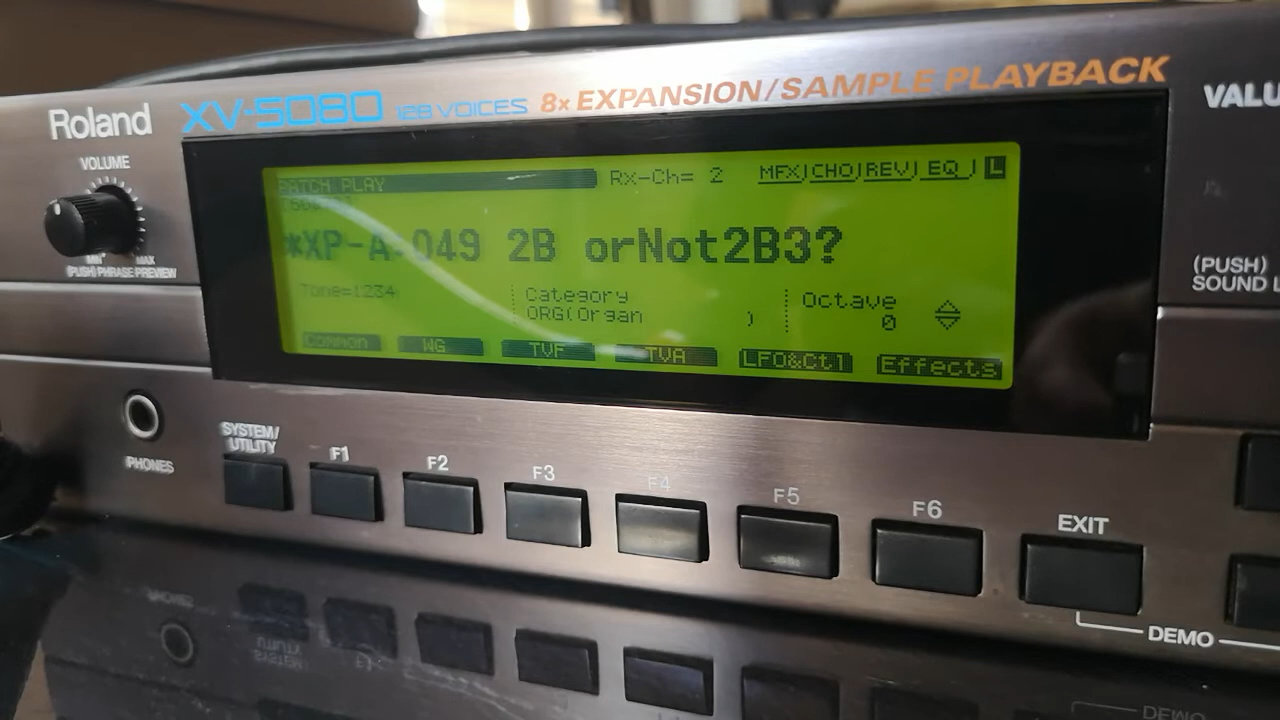 Roland
XV-5080 128 VOICES 8x EXPANSION/SAMPLE PLAYBACK
VALU
VOLUME
MIN MAX
(PUSH) PHRASE PREVIEW
PATCH PLAY Rx-Ch= 2 MFX)CHO)REV) EQ ) L
*XP-A:049 2B orNot2B3?
Tone=1234 Category Octave
ORG(Organ ) 0
Common WG TVF TVA LFO&Ctl Effects
(PUSH)
SOUND L
PHONES
SYSTEM/
UTILITY
F1 F2 F3 F4 F5 F6 EXIT
DEMO